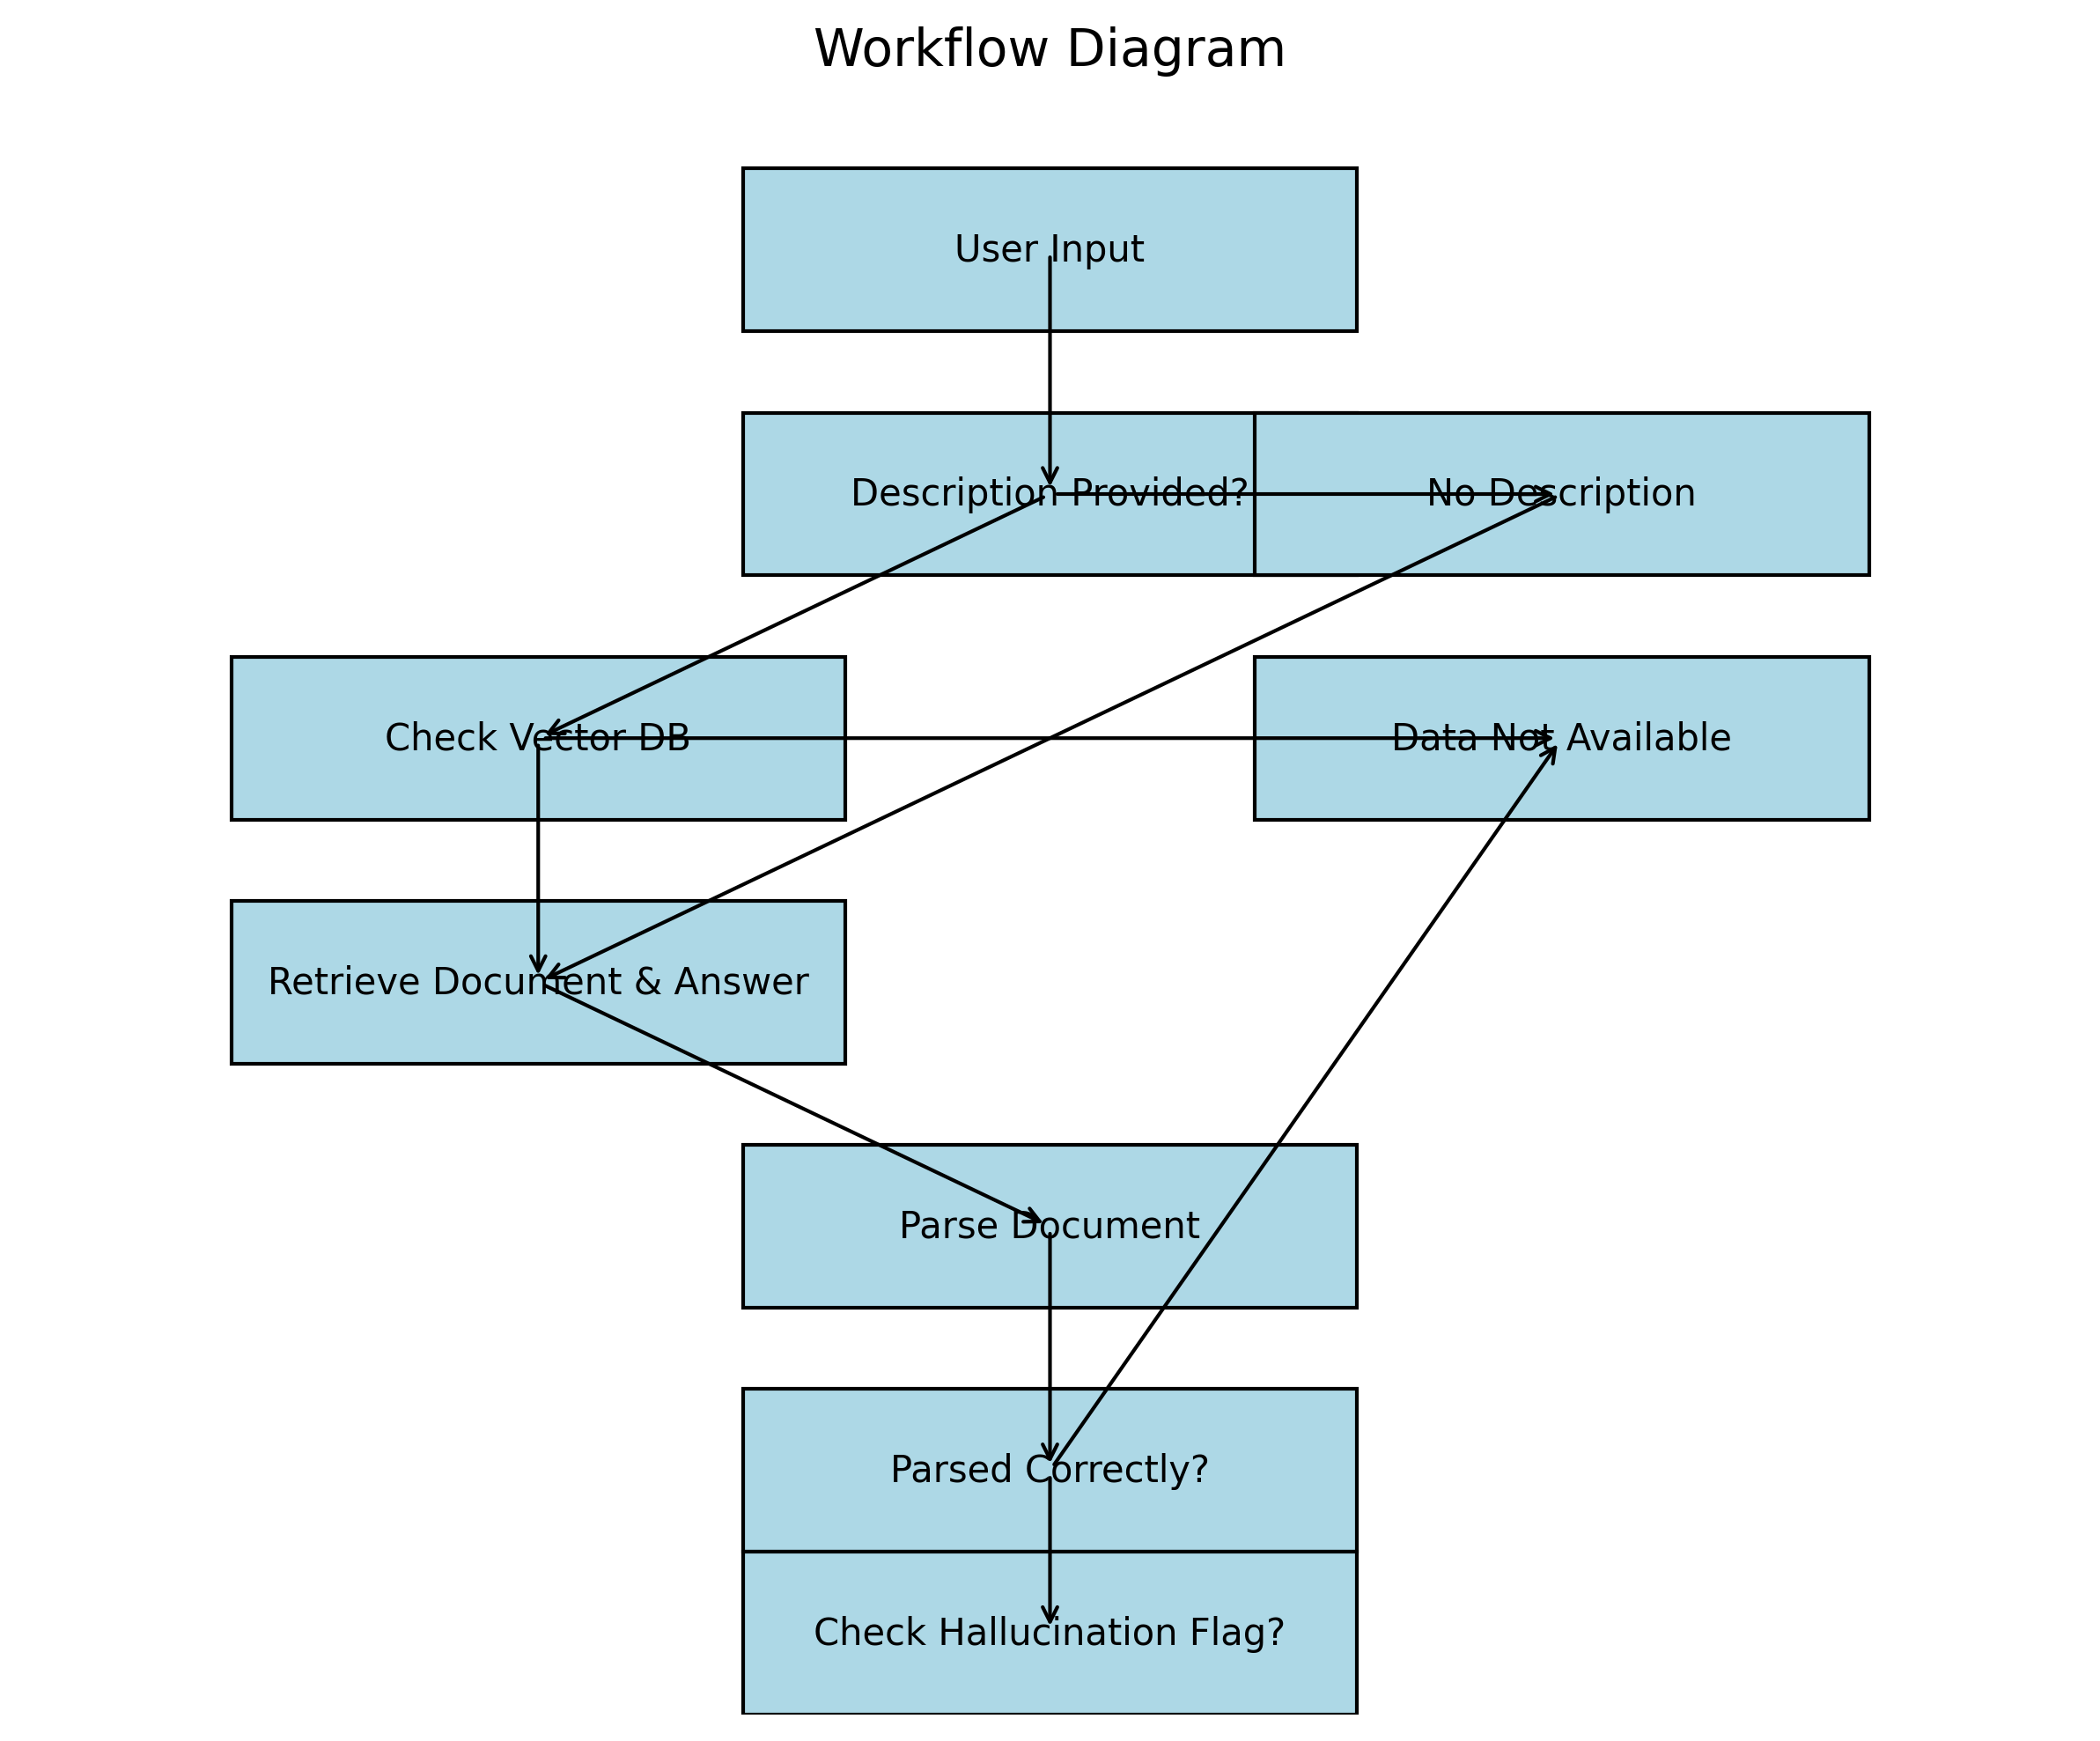 Workflow Diagram
User Input
Description Provided?
No Description
Check Vector DB
Data Not Available
Retrieve Document & Answer
Parse Document
Parsed Correctly?
Check Hallucination Flag?